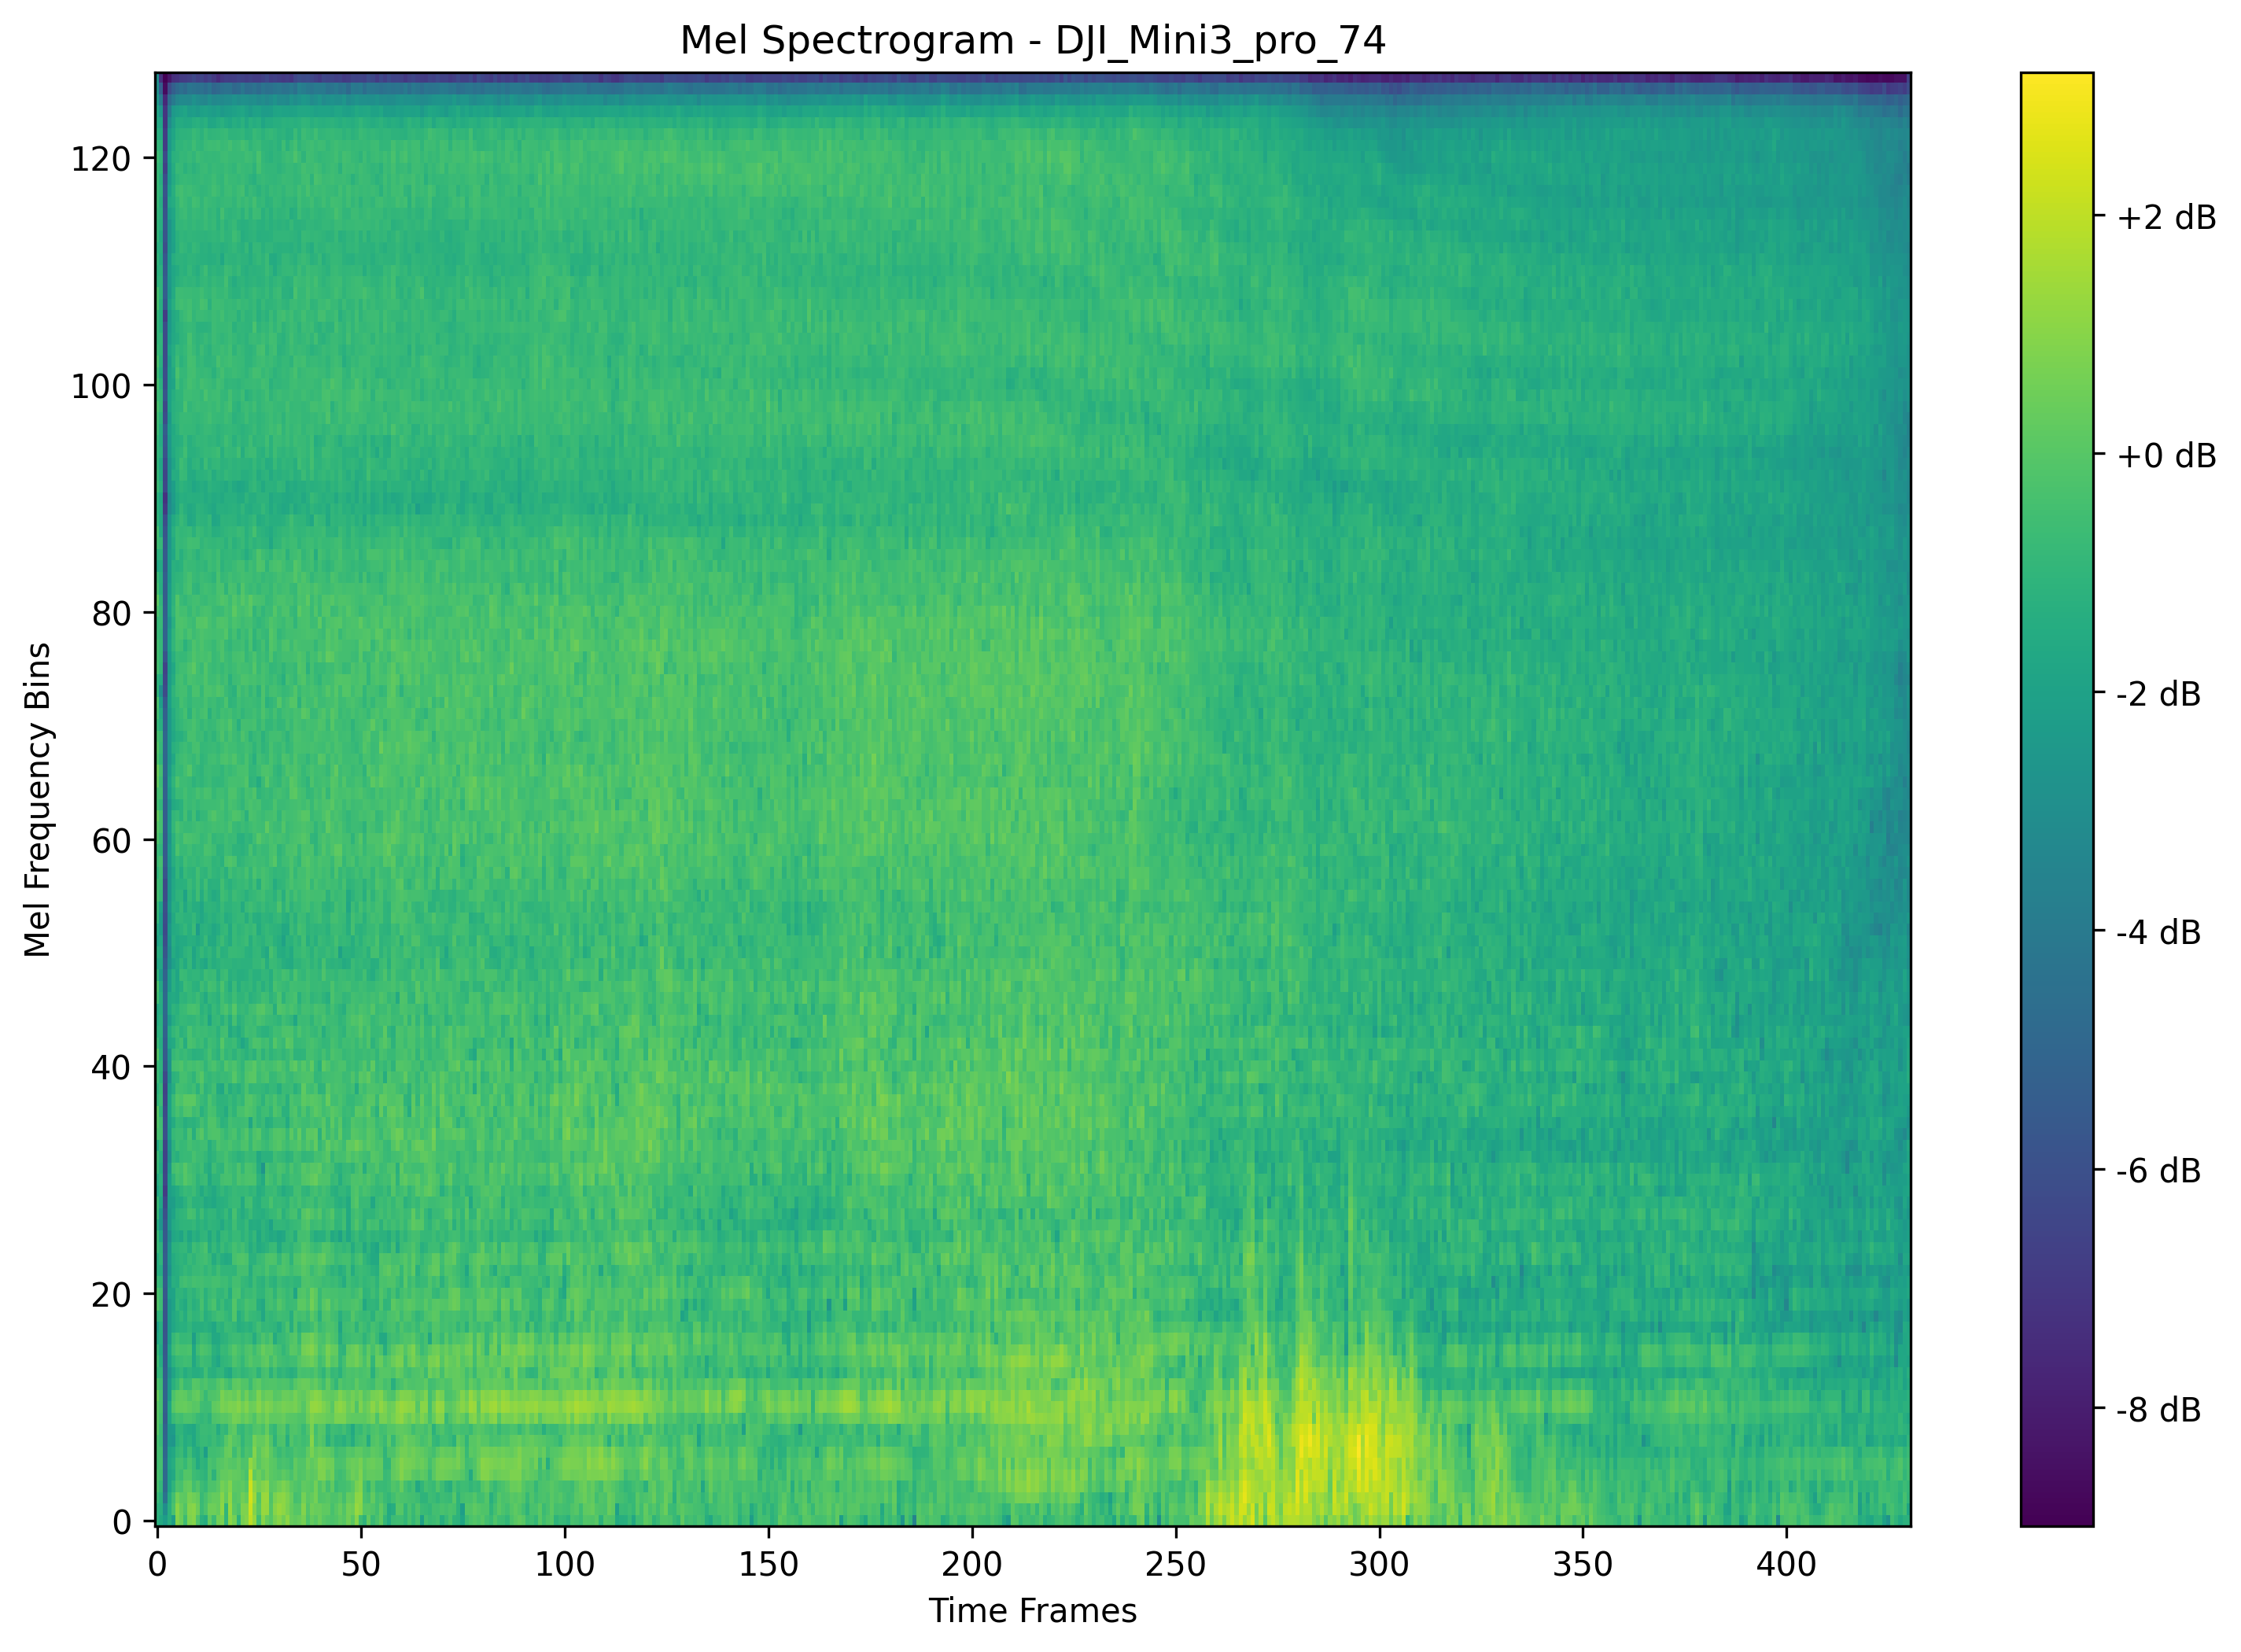 Mel Spectrogram - DJI_Mini3_pro_74
Mel Frequency Bins
120
100
80
60
40
20
0
0 50 100 150 200 250 300 350 400
Time Frames
+2 dB
+0 dB
-2 dB
-4 dB
-6 dB
-8 dB